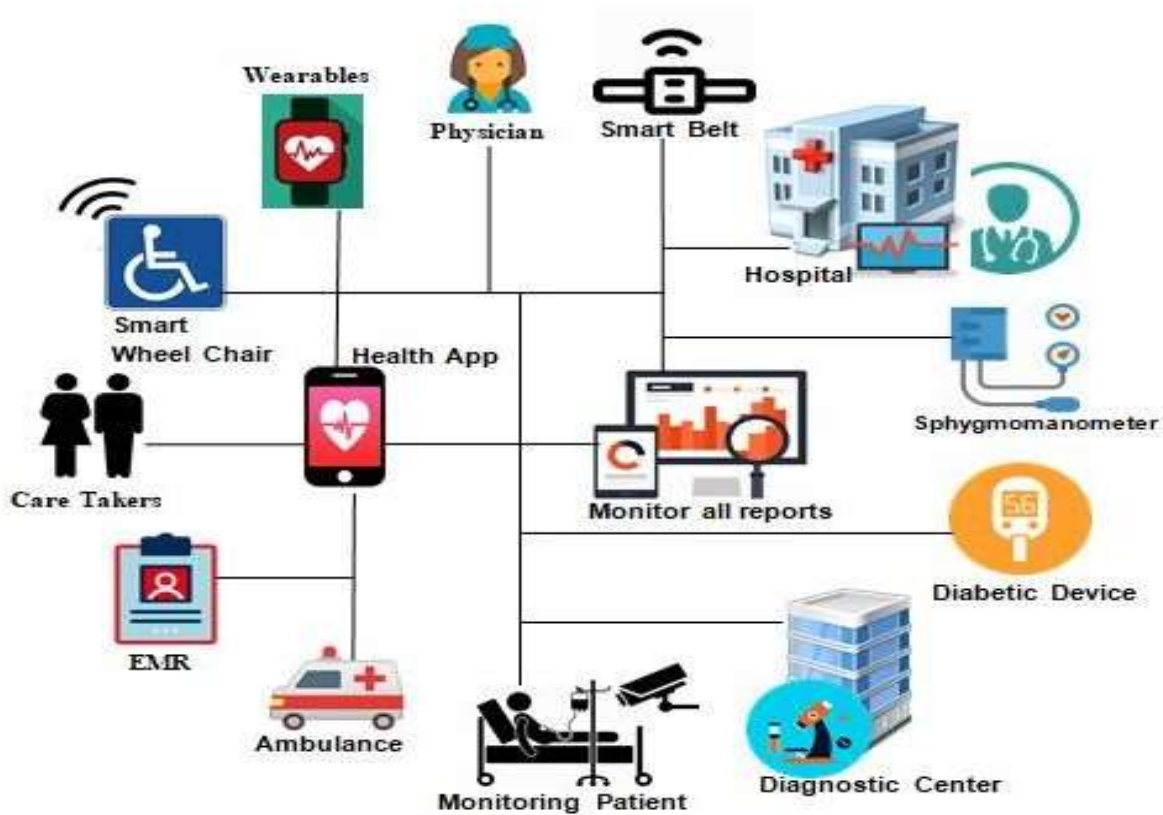 Wearables
Physician
Smart Belt
Hospital
Smart
Wheel Chair
Health App
Sphygmomanometer
Care Takers
Monitor all reports
56
Diabetic Device
EMR
Ambulance
Monitoring Patient
Diagnostic Center